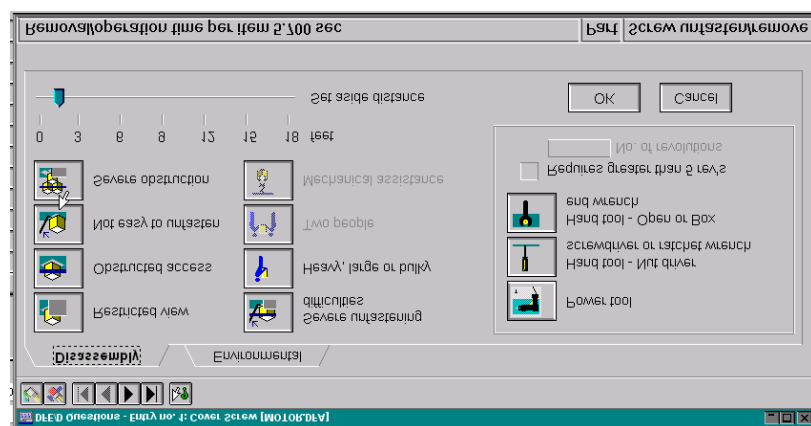 DFE/D Questions - Entry no. 1: Cover Screw [MOTOR.DFA]
Disassembly
Environmental
Restricted view
Severe unfastening
difficulties
Power tool
Obstructed access
Heavy, large or bulky
Hand tool - Nut driver
screwdriver or ratchet wrench
Not easy to unfasten
Two people
Hand tool - Open or Box
end wrench
Severe obstruction
Mechanical assistance
Requires greater than 5 rev's
No. of revolutions
0 3 6 9 12 15 18 feet
Set aside distance
OK
Cancel
Removal/operation time per item 5.700 sec
Part
Screw unfasten/remove